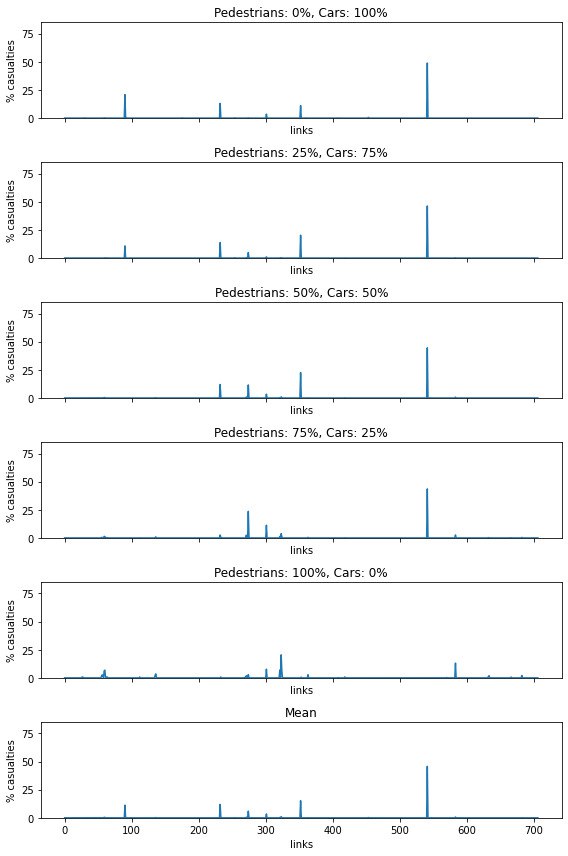 Pedestrians: 0%, Cars: 100%
75
50
25
0
% casualties
links
Pedestrians: 25%, Cars: 75%
75
50
25
0
% casualties
links
Pedestrians: 50%, Cars: 50%
75
50
25
0
% casualties
links
Pedestrians: 75%, Cars: 25%
75
50
25
0
% casualties
links
Pedestrians: 100%, Cars: 0%
75
50
25
0
% casualties
links
Mean
75
50
25
0
% casualties
0 100 200 300 400 500 600 700
links